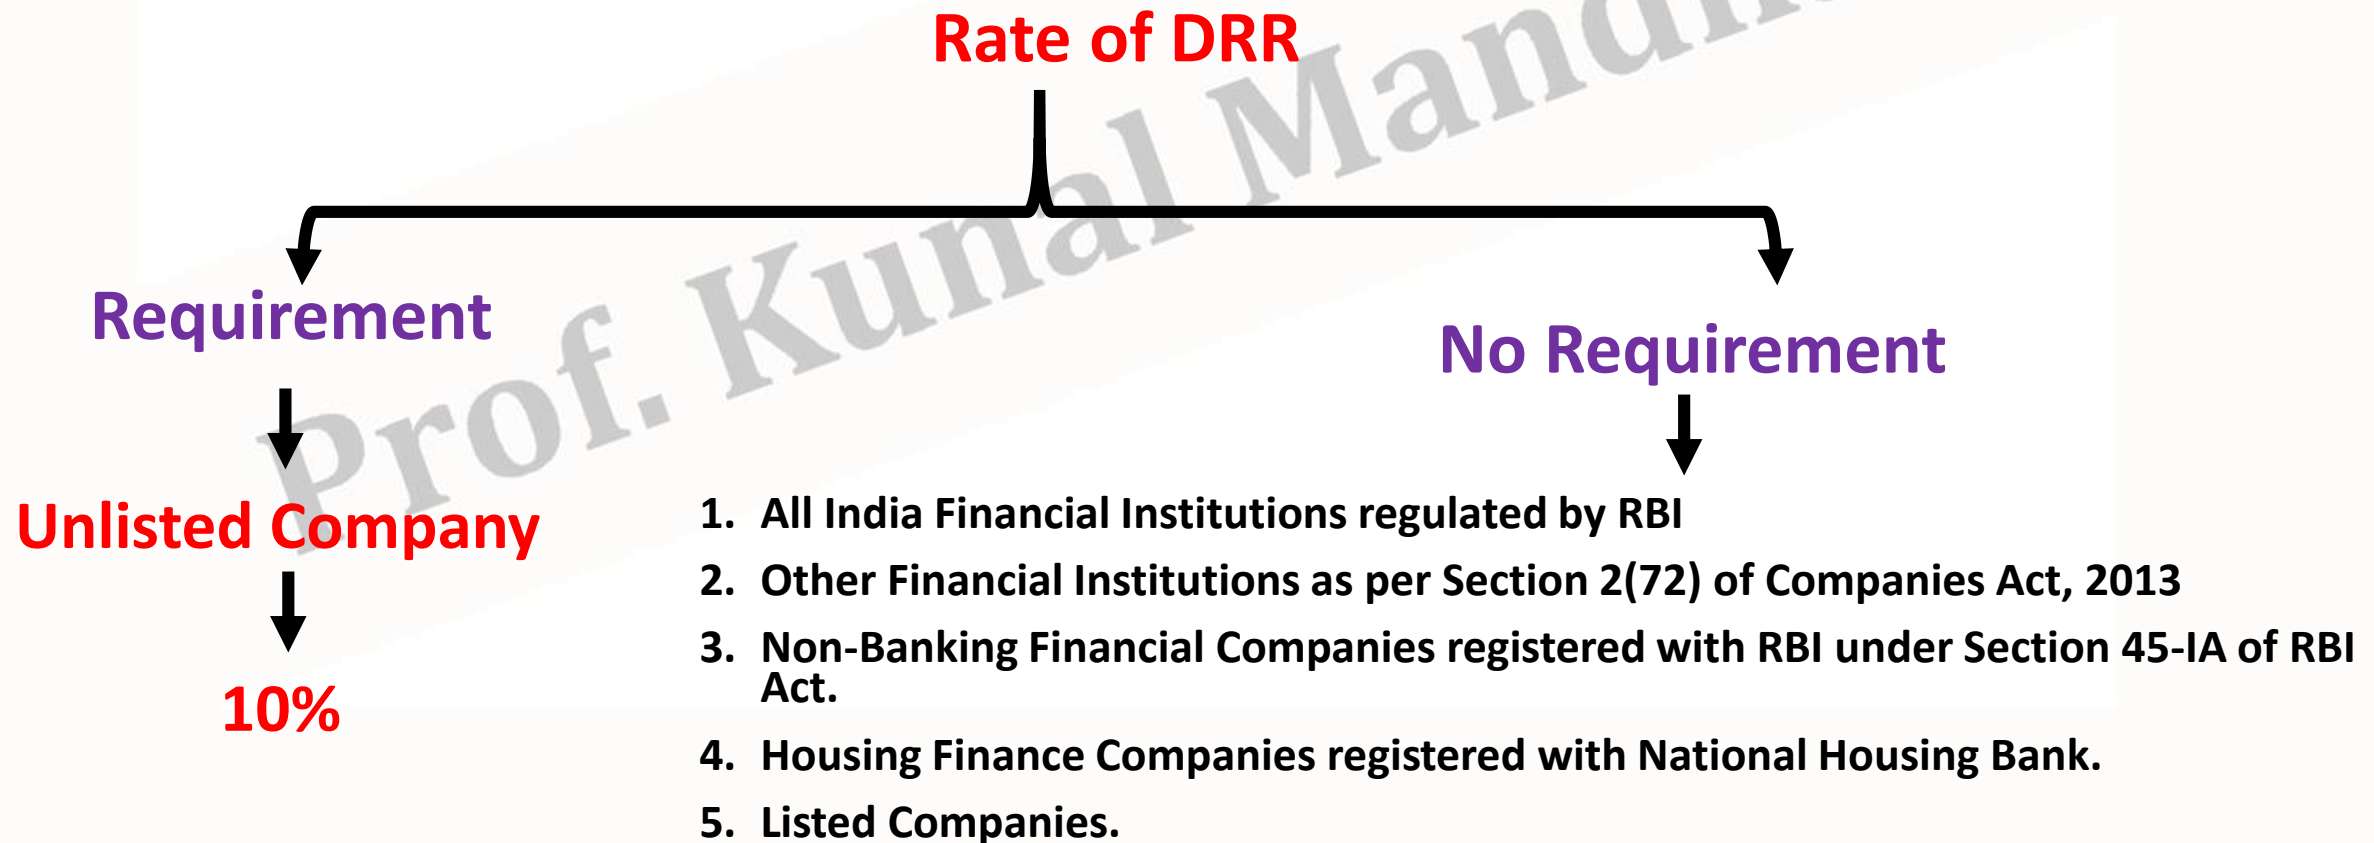 Rate of DRR
Prof. Kunal
Requirement
No Requirement
Unlisted Company
10%
1. All India Financial Institutions regulated by RBI
2. Other Financial Institutions as per Section 2(72) of Companies Act, 2013
3. Non-Banking Financial Companies registered with RBI under Section 45-IA of RBI
Act.
4. Housing Finance Companies registered with National Housing Bank.
5. Listed Companies.